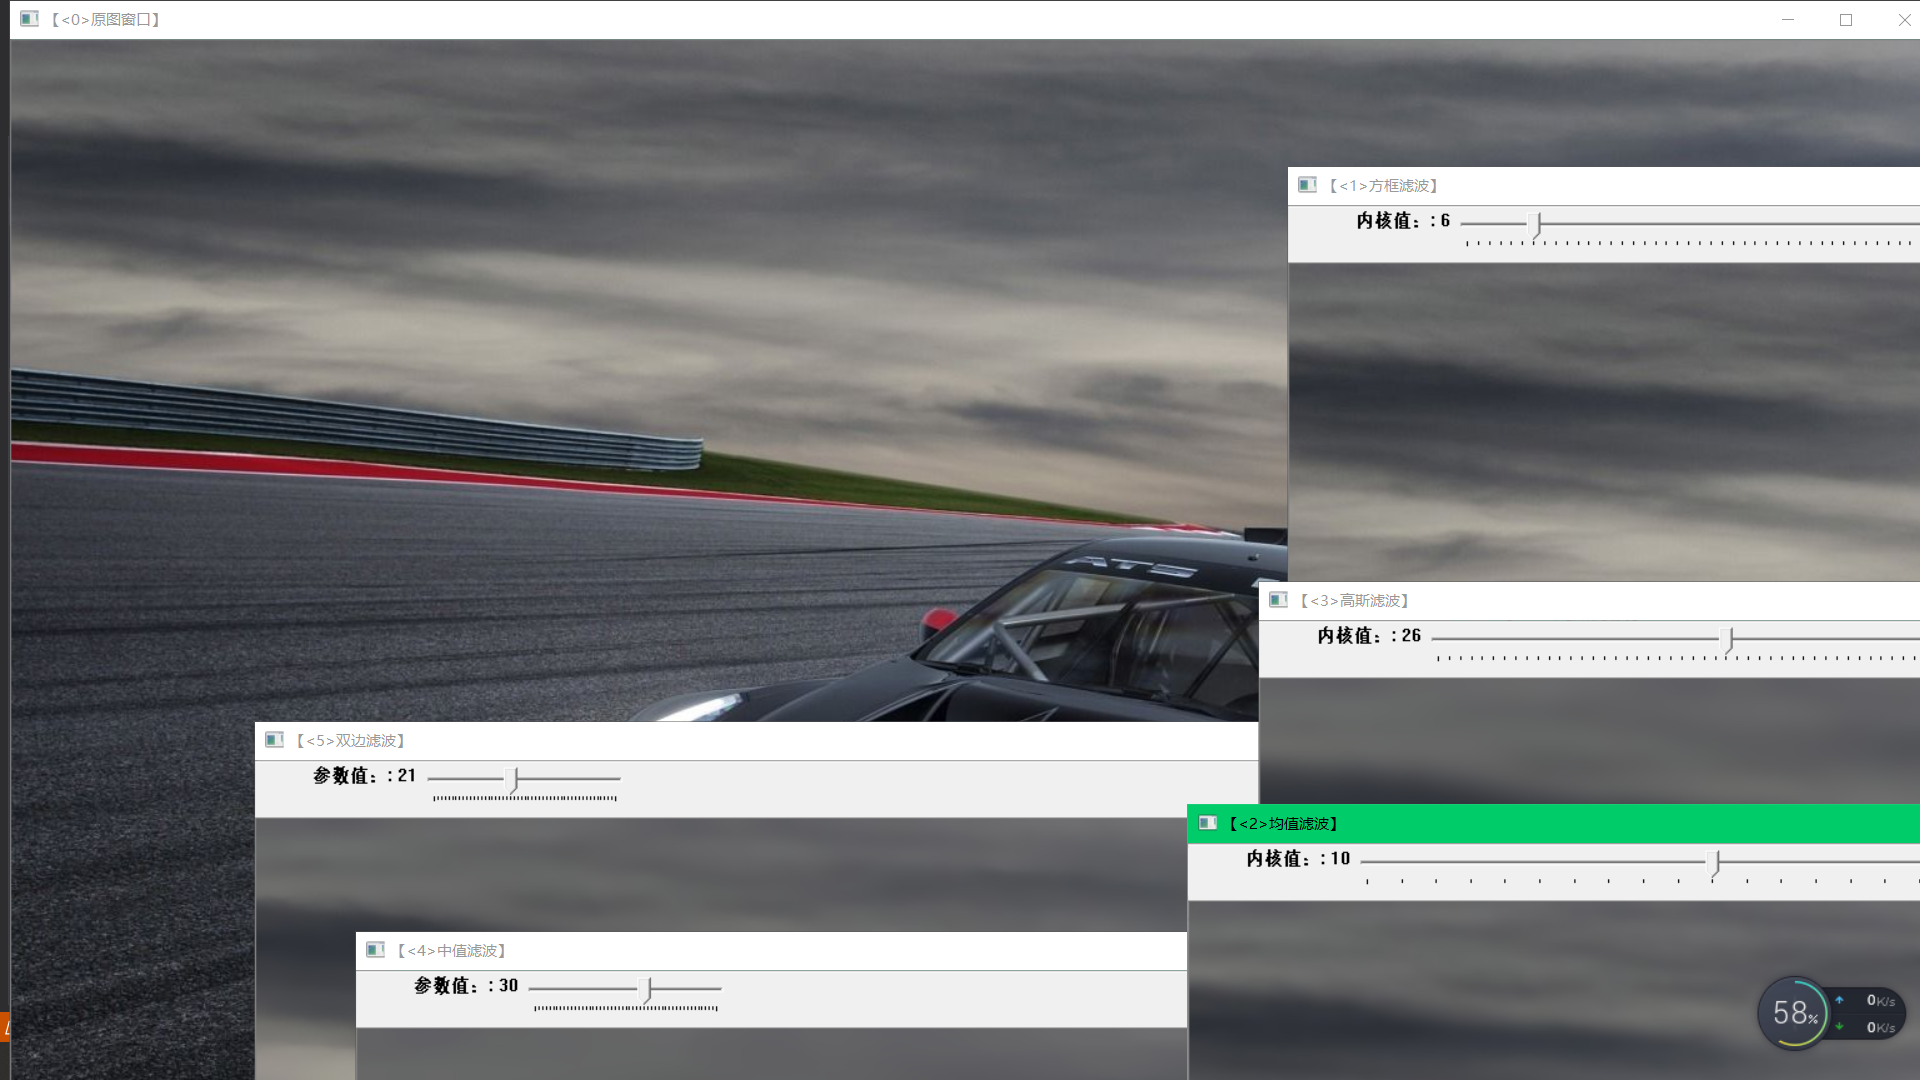 【<0>原图窗口】
【<1>方框滤波】
内核值：: 6
ATS
【<3>高斯滤波】
内核值：: 26
【<5>双边滤波】
参数值：: 21
【<2>均值滤波】
内核值：: 10
【<4>中值滤波】
参数值：: 30
58%
0K/s
0K/s